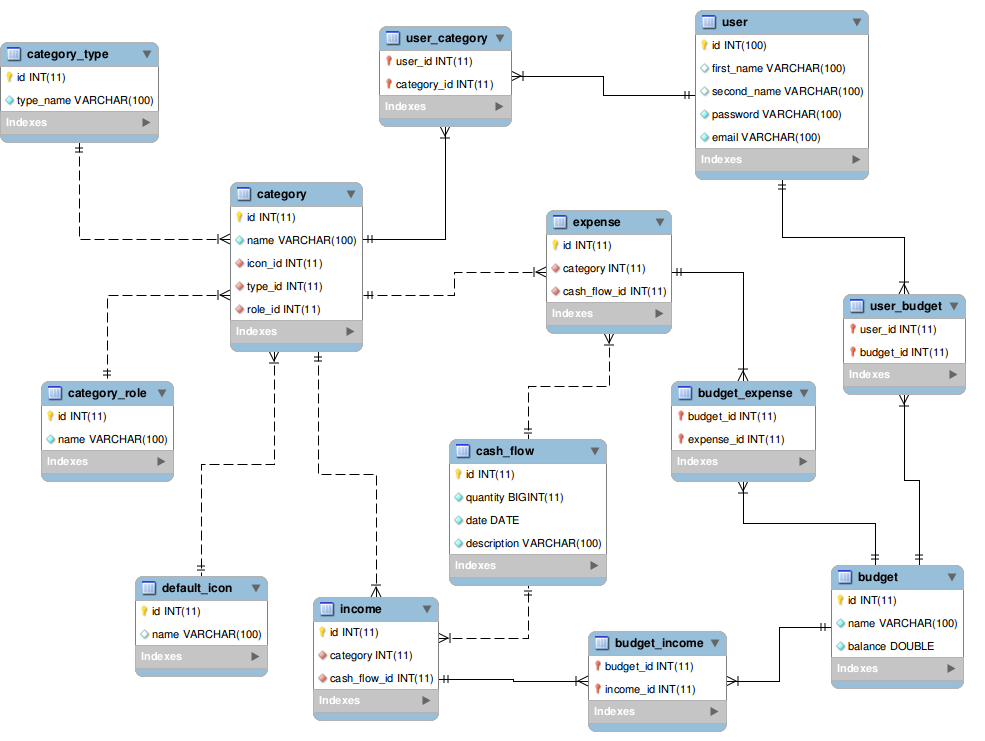 category_type
id INT(11)
type_name VARCHAR(100)
Indexes
user_category
user_id INT(11)
category_id INT(11)
Indexes
user
id INT(100)
first_name VARCHAR(100)
second_name VARCHAR(100)
password VARCHAR(100)
email VARCHAR(100)
Indexes
category
id INT(11)
name VARCHAR(100)
icon_id INT(11)
type_id INT(11)
role_id INT(11)
Indexes
expense
id INT(11)
category INT(11)
cash_flow_id INT(11)
Indexes
user_budget
user_id INT(11)
budget_id INT(11)
Indexes
category_role
id INT(11)
name VARCHAR(100)
Indexes
budget_expense
budget_id INT(11)
expense_id INT(11)
Indexes
cash_flow
id INT(11)
quantity BIGINT(11)
date DATE
description VARCHAR(100)
Indexes
default_icon
id INT(11)
name VARCHAR(100)
Indexes
income
id INT(11)
category INT(11)
cash_flow_id INT(11)
Indexes
budget_income
budget_id INT(11)
income_id INT(11)
Indexes
budget
id INT(11)
name VARCHAR(100)
balance DOUBLE
Indexes